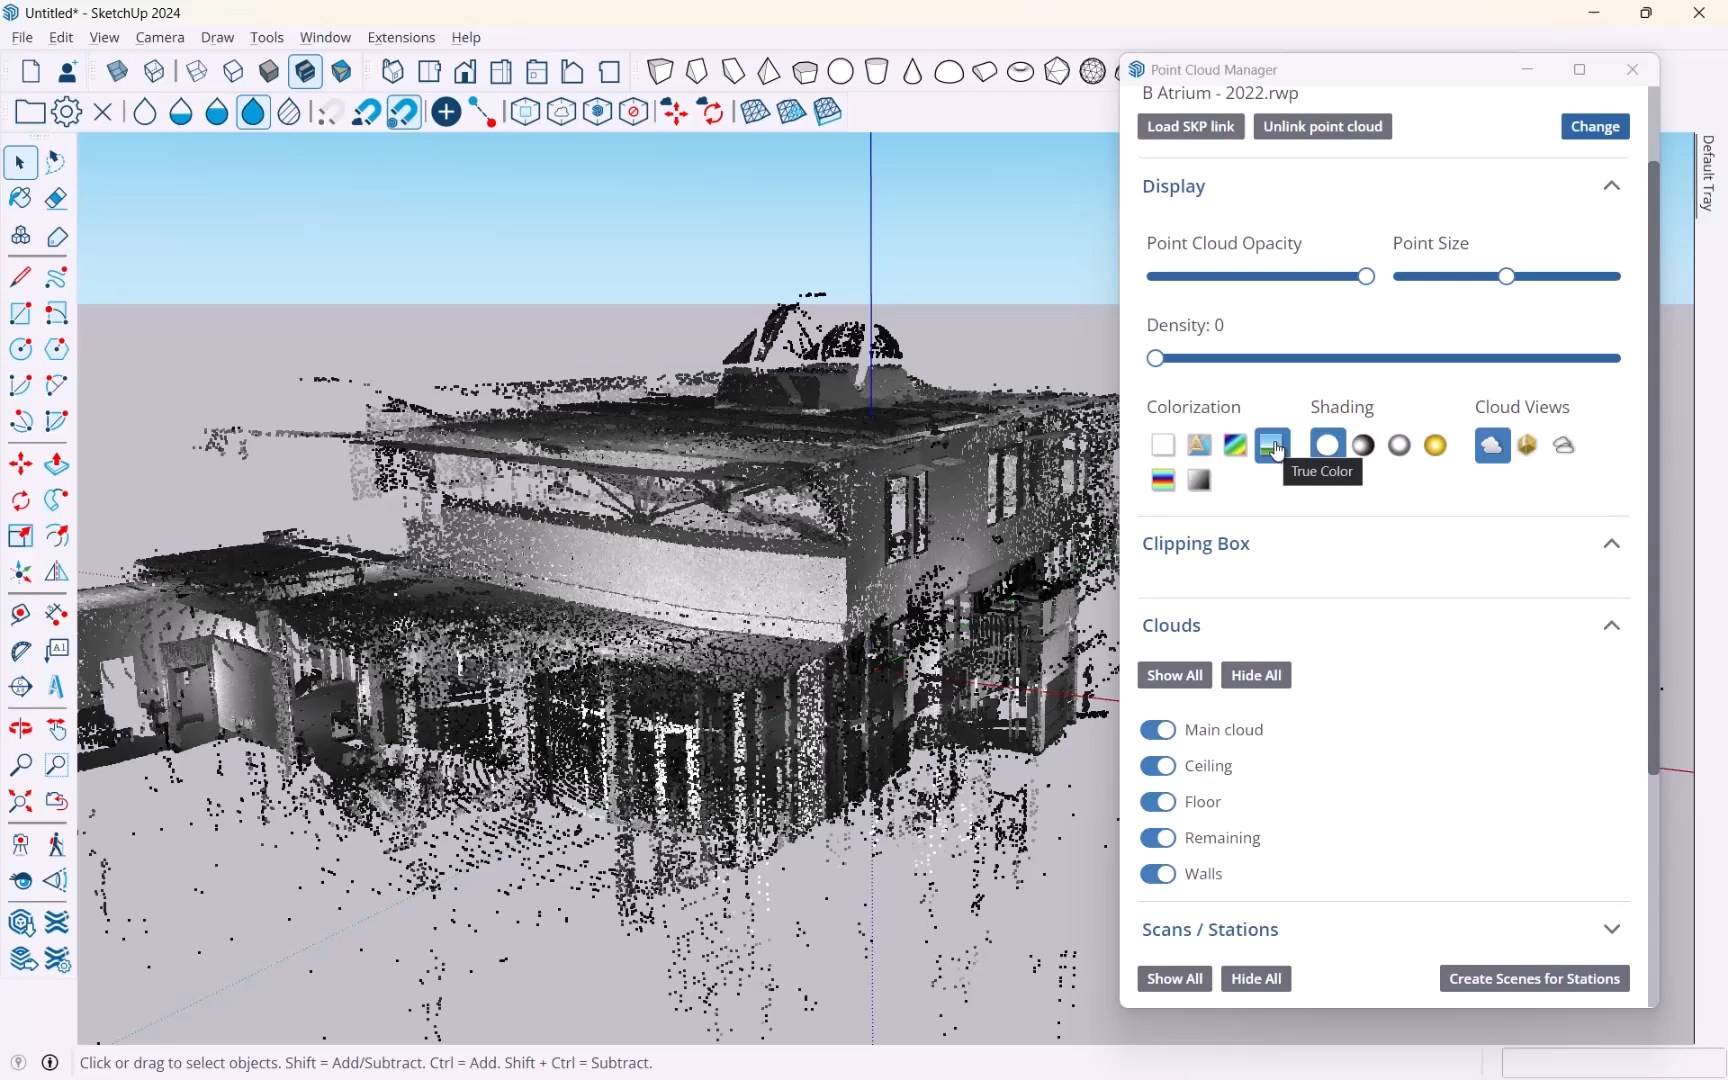 Untitled* - SketchUp 2024
File Edit View Camera Draw Tools Window Extensions Help
Point Cloud Manager
B Atrium - 2022.rwp
Load SKP link Unlink point cloud Change
Default Tray
Display
Point Cloud Opacity Point Size
Density: 0
Colorization Shading Cloud Views
True Color
Clipping Box
Clouds
Show All Hide All
Main cloud
Ceiling
Floor
Remaining
Walls
Scans / Stations
Show All Hide All Create Scenes for Stations
Click or drag to select objects. Shift = Add/Subtract. Ctrl = Add. Shift + Ctrl = Subtract.